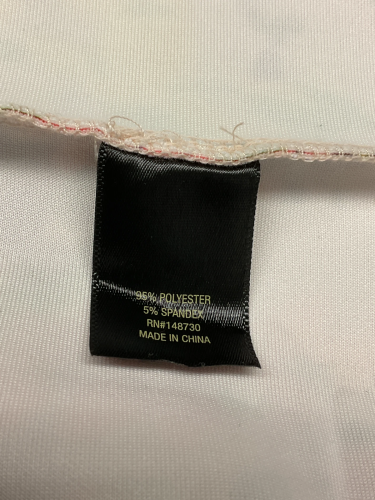 95% POLYESTER
5% SPANDEX
RN#148730
MADE IN CHINA